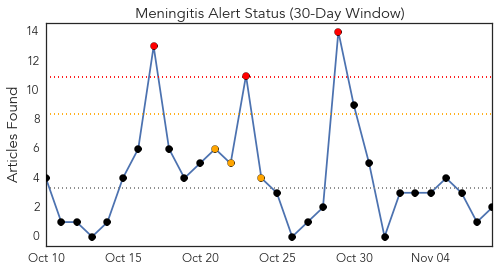 Meningitis Alert Status (30-Day Window)
Articles Found
14
12
10
8
6
4
2
0
Oct 10
Oct 15
Oct 20
Oct 25
Oct 30
Nov 04